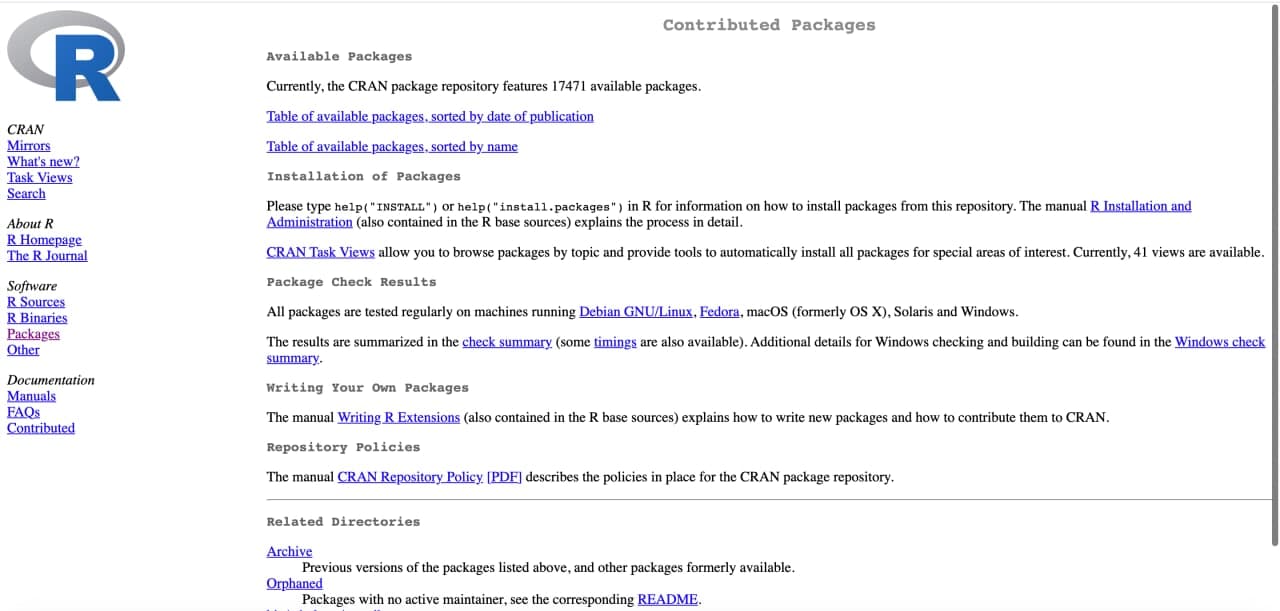 R
CRAN
Mirrors
What's new?
Task Views
Search
About R
R Homepage
The R Journal
Software
R Sources
R Binaries
Packages
Other
Documentation
Manuals
FAQs
Contributed
Contributed Packages
Available Packages
Currently, the CRAN package repository features 17471 available packages.
Table of available packages, sorted by date of publication
Table of available packages, sorted by name
Installation of Packages
Please type help("INSTALL") or help("install.packages") in R for information on how to install packages from this repository. The manual R Installation and
Administration (also contained in the R base sources) explains the process in detail.
CRAN Task Views allow you to browse packages by topic and provide tools to automatically install all packages for special areas of interest. Currently, 41 views are available.
Package Check Results
All packages are tested regularly on machines running Debian GNU/Linux, Fedora, macOS (formerly OS X), Solaris and Windows.
The results are summarized in the check summary (some timings are also available). Additional details for Windows checking and building can be found in the Windows check
summary.
Writing Your Own Packages
The manual Writing R Extensions (also contained in the R base sources) explains how to write new packages and how to contribute them to CRAN.
Repository Policies
The manual CRAN Repository Policy [PDF] describes the policies in place for the CRAN package repository.
Related Directories
Archive
Previous versions of the packages listed above, and other packages formerly available.
Orphaned
Packages with no active maintainer, see the corresponding README.